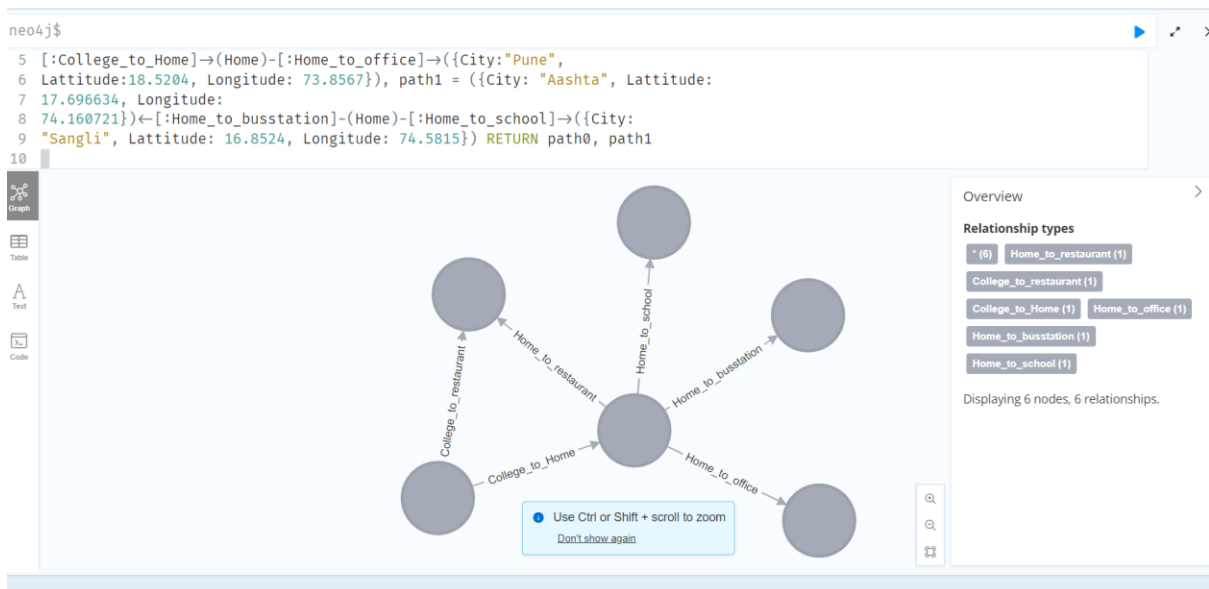 neo4j$
5 [:College_to_Home]→(Home)-[:Home_to_office]→({City:"Pune",
6 Lattitude:18.5204, Longitude: 73.8567}), path1 = ({City: "Aashta", Lattitude:
7 17.696634, Longitude:
8 74.160721})←[:Home_to_busstation]-(Home)-[:Home_to_school]→({City:
9 "Sangli", Lattitude: 16.8524, Longitude: 74.5815}) RETURN path0, path1
10
Graph
Table
A
Text
Code
Home_to_school
Home_to_restaurant
Home_to_busstation
College_to_restaurant
College_to_Home
Home_to_office
Use Ctrl or Shift + scroll to zoom
Don't show again
Overview
Relationship types
* (6) Home_to_restaurant (1)
College_to_restaurant (1)
College_to_Home (1) Home_to_office (1)
Home_to_busstation (1)
Home_to_school (1)
Displaying 6 nodes, 6 relationships.